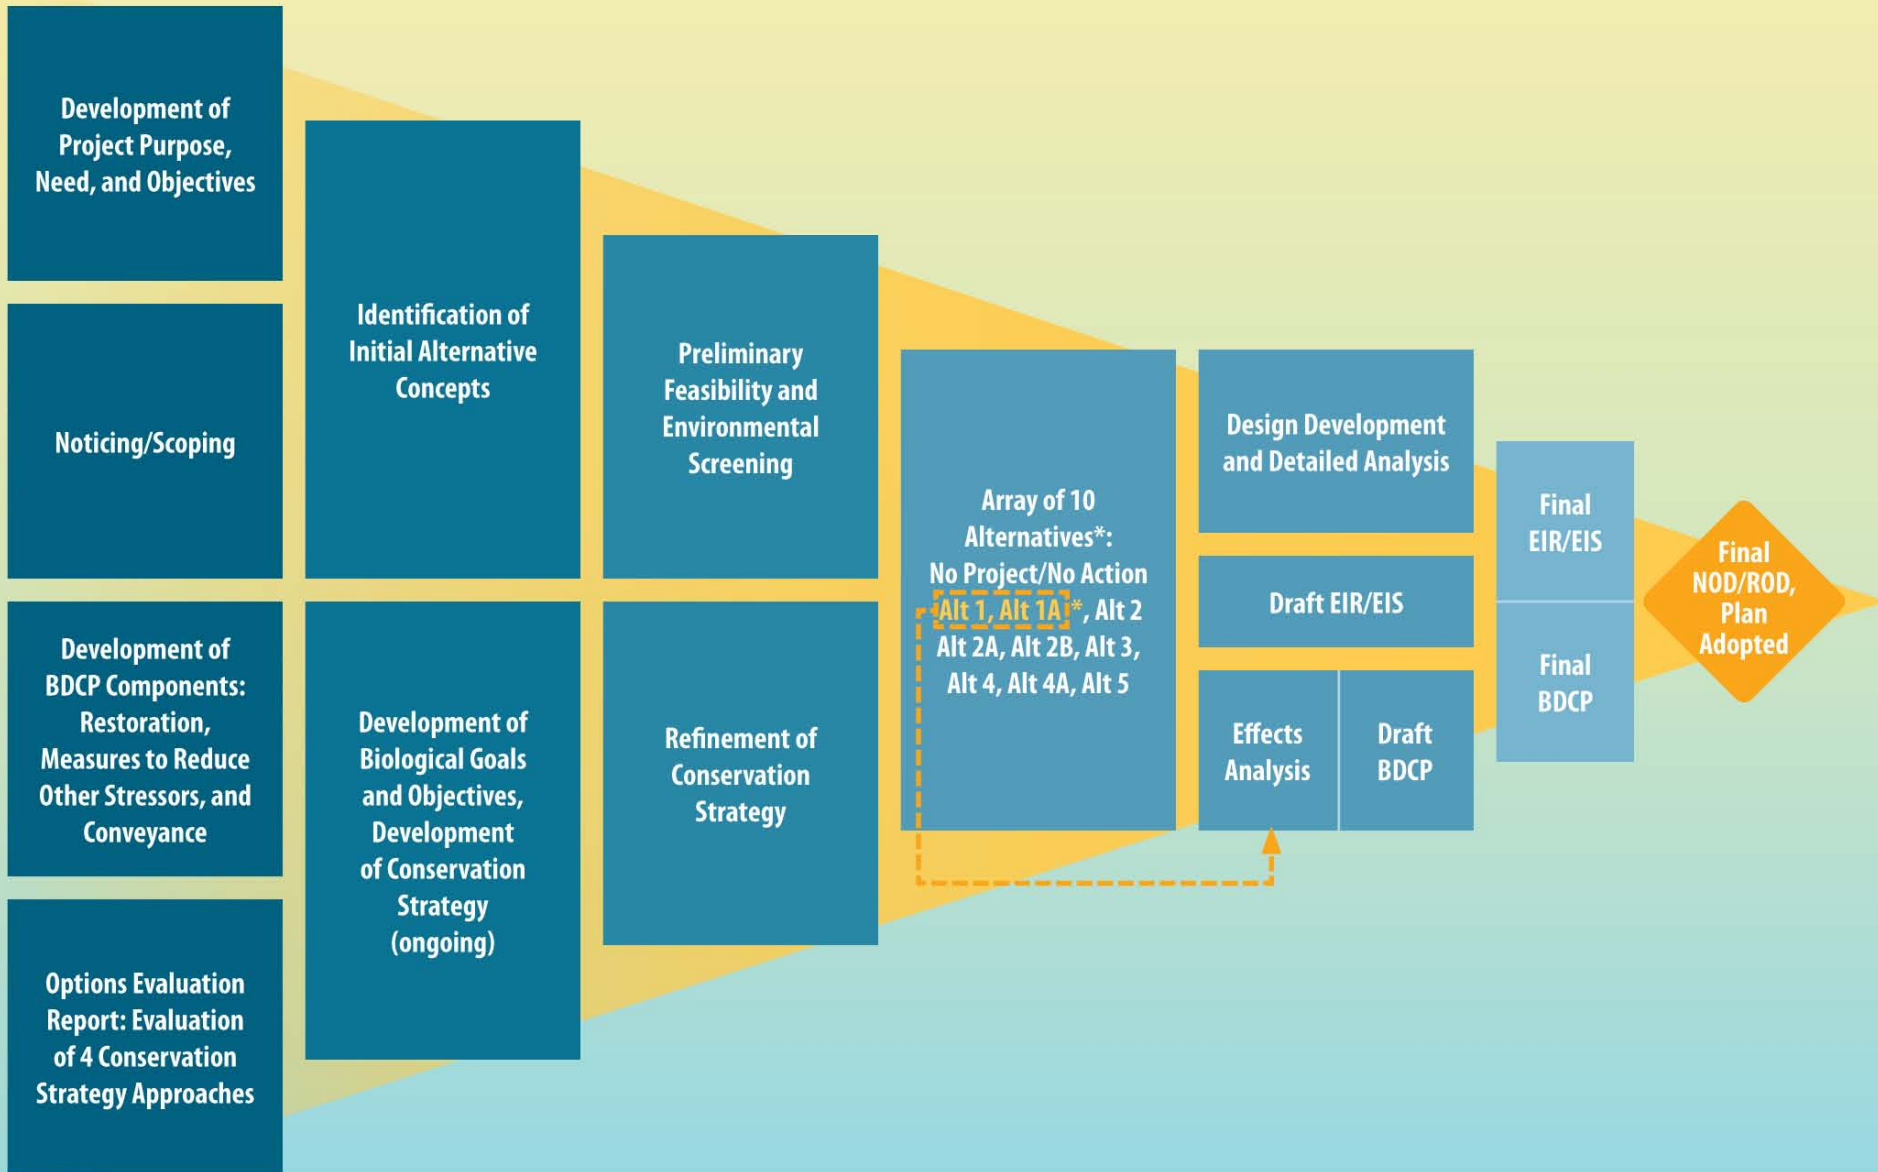 Development of
Project Purpose,
Need, and Objectives
Noticing/Scoping
Development of
BDCP Components:
Restoration,
Measures to Reduce
Other Stressors, and
Conveyance
Options Evaluation
Report: Evaluation
of 4 Conservation
Strategy Approaches
Identification of
Initial Alternative
Concepts
Development of
Biological Goals
and Objectives,
Development
of Conservation
Strategy
(ongoing)
Preliminary
Feasibility and
Environmental
Screening
Refinement of
Conservation
Strategy
Array of 10
Alternatives*:
No Project/No Action
Alt 1, Alt 1A*, Alt 2
Alt 2A, Alt 2B, Alt 3,
Alt 4, Alt 4A, Alt 5
Design Development
and Detailed Analysis
Draft EIR/EIS
Effects
Analysis
Draft
BDCP
Final
EIR/EIS
Final
BDCP
Final
NOD/ROD,
Plan
Adopted